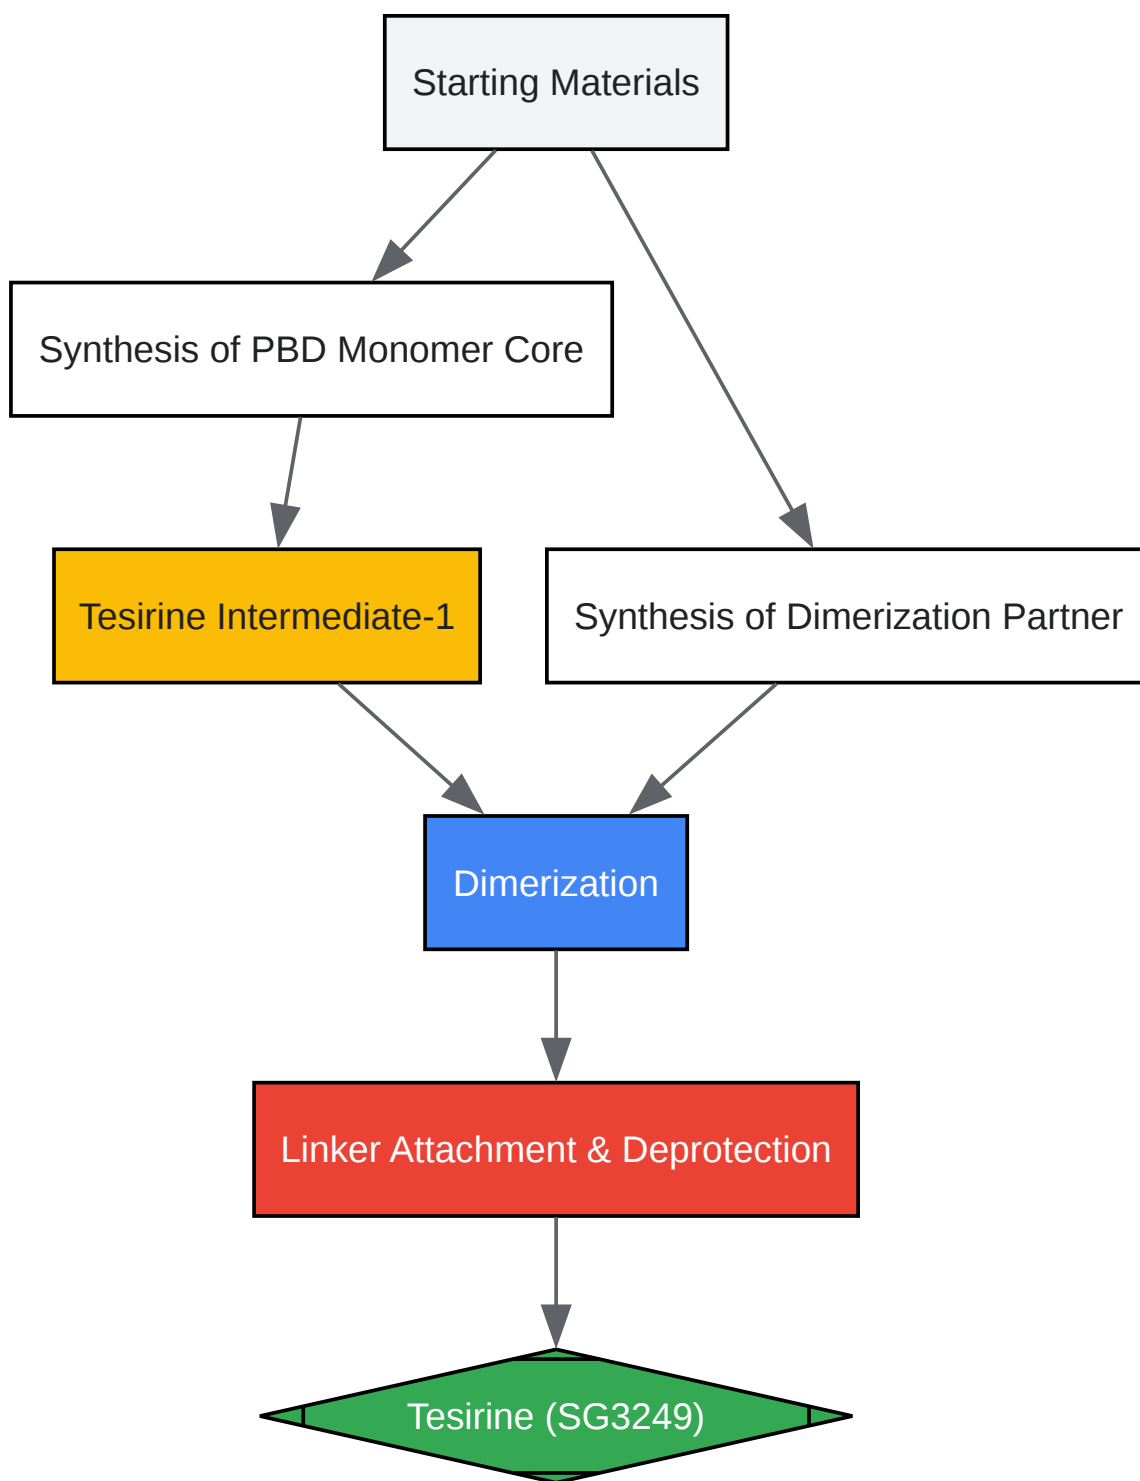 Starting Materials
Synthesis of PBD Monomer Core
Tesirine Intermediate-1
Synthesis of Dimerization Partner
Dimerization
Linker Attachment & Deprotection
Tesirine (SG3249)